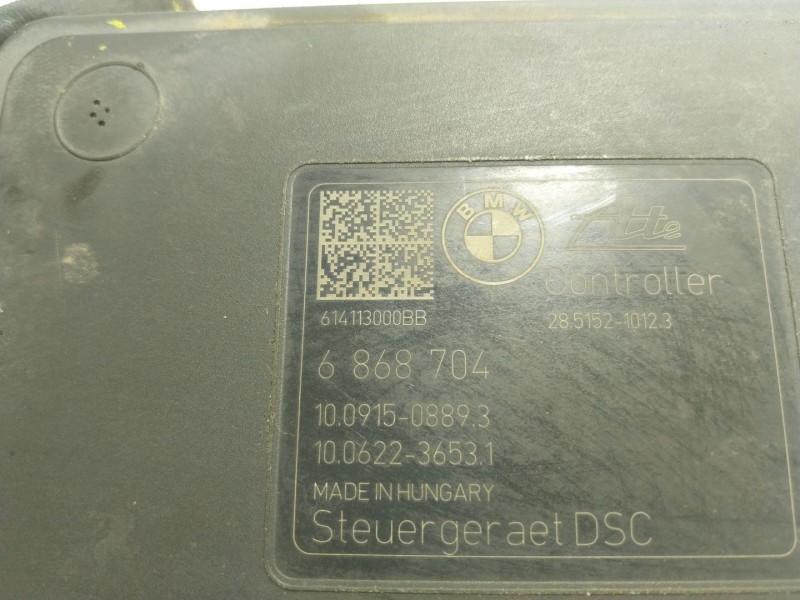 BMW
Ate
Controller
614113000BB
28.5152-1012.3
6 868 704
10.0915-0889.3
10.0622-3653.1
MADE IN HUNGARY
Steuergeraet DSC